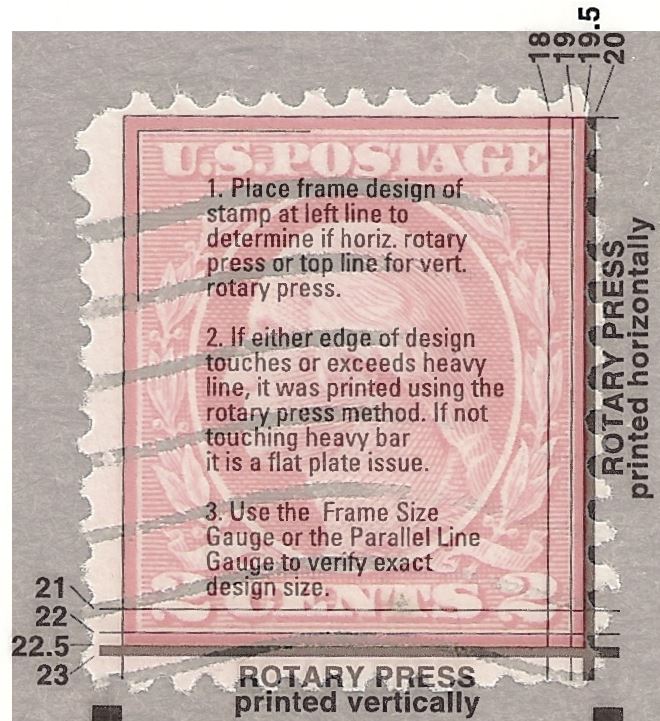 18
19
19.5
20
U.S. POSTAGE
1. Place frame design of
stamp at left line to
determine if horiz. rotary
press or top line for vert.
rotary press.
2. If either edge of design
touches or exceeds heavy
line, it was printed using the
rotary press method. If not
touching heavy bar
it is a flat plate issue.
3. Use the Frame Size
Gauge or the Parallel Line
Gauge to verify exact
design size.
2 CENTS 2
ROTARY PRESS
printed horizontally
21
22
22.5
23
ROTARY PRESS
printed vertically